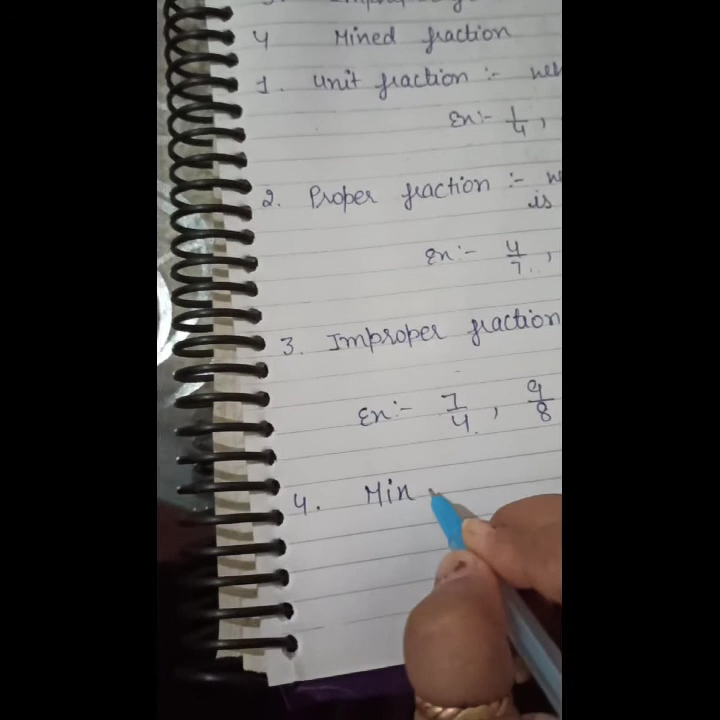 4 Mixed fraction
1. Unit fraction :-
Ex:- 1/4 ,
2. Proper fraction :-
is
Ex:- 4/7 ,
3. Improper fraction
Ex:- 7/4 , 9/8
4. Mix